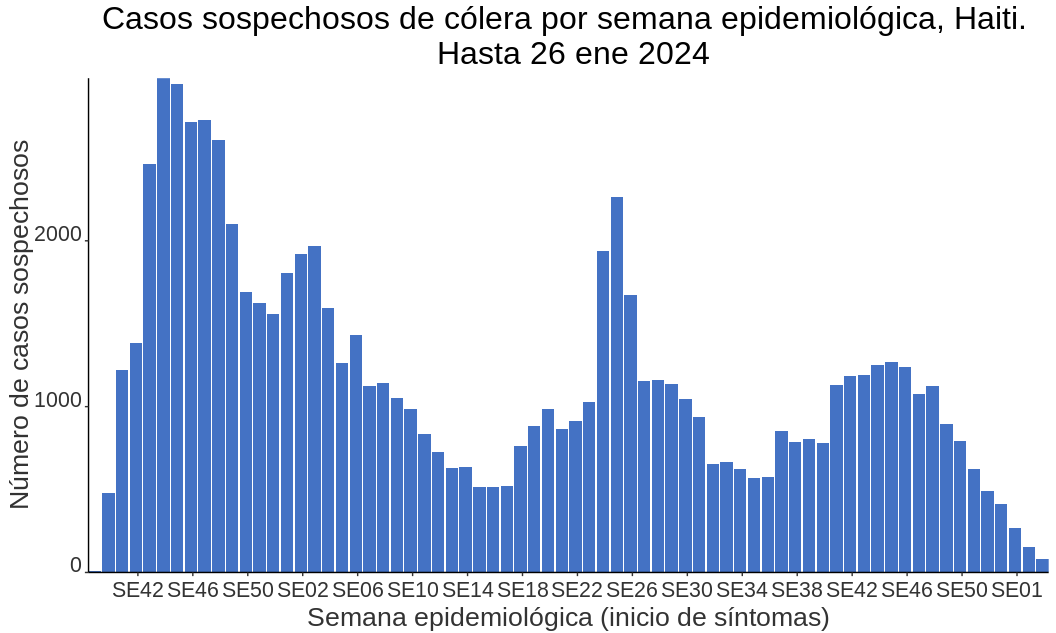 Casos sospechosos de cólera por semana epidemiológica, Haiti.
Hasta 26 ene 2024
Número de casos sospechosos
2000
1000
0
SE42 SE46 SE50 SE02 SE06 SE10 SE14 SE18 SE22 SE26 SE30 SE34 SE38 SE42 SE46 SE50 SE01
Semana epidemiológica (inicio de síntomas)